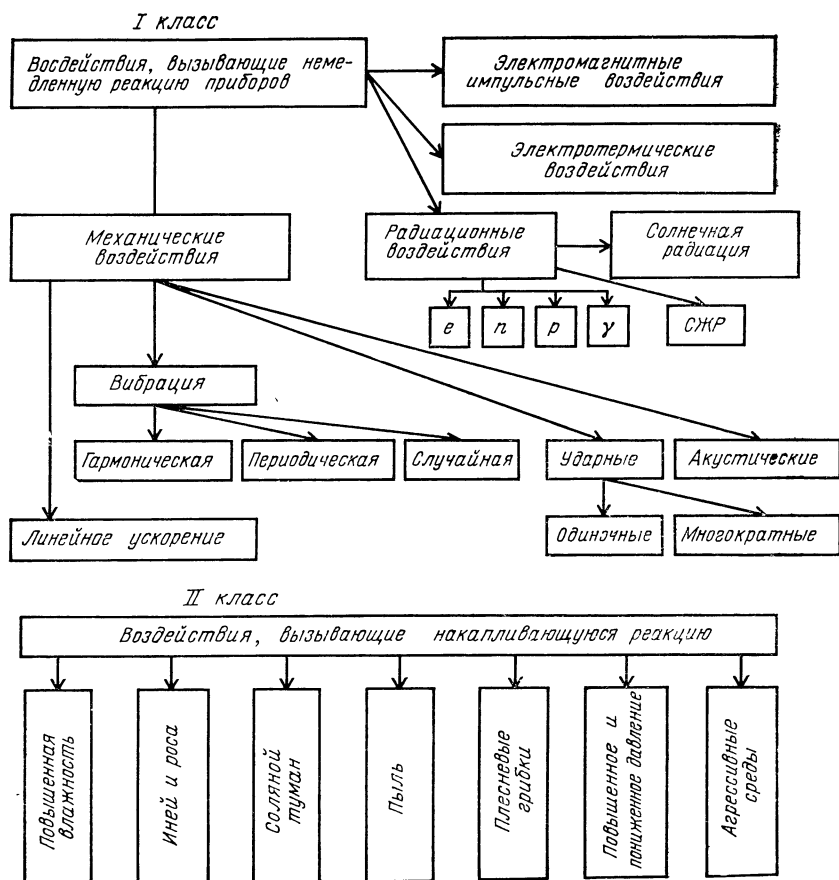 I класс
Восдействия, вызывающие неме-
дленную реакцию приборов
Электромагнитные
импульсные воздействия
Электротермические
воздействия
Механические
воздействия
Радиационные
воздействия
Солнечная
радиация
e
n
p
γ
СЖР
Вибрация
Гармоническая
Периодическая
Случайная
Ударные
Акустические
Линейное ускорение
Одиночные
Многократные
II класс
Воздействия, вызывающие накапливающуюся реакцию
Повышенная
влажность
Иней и роса
Соляной
туман
Пыль
Плесневые
грибки
Повышенное и
пониженное давление
Агрессивные
среды